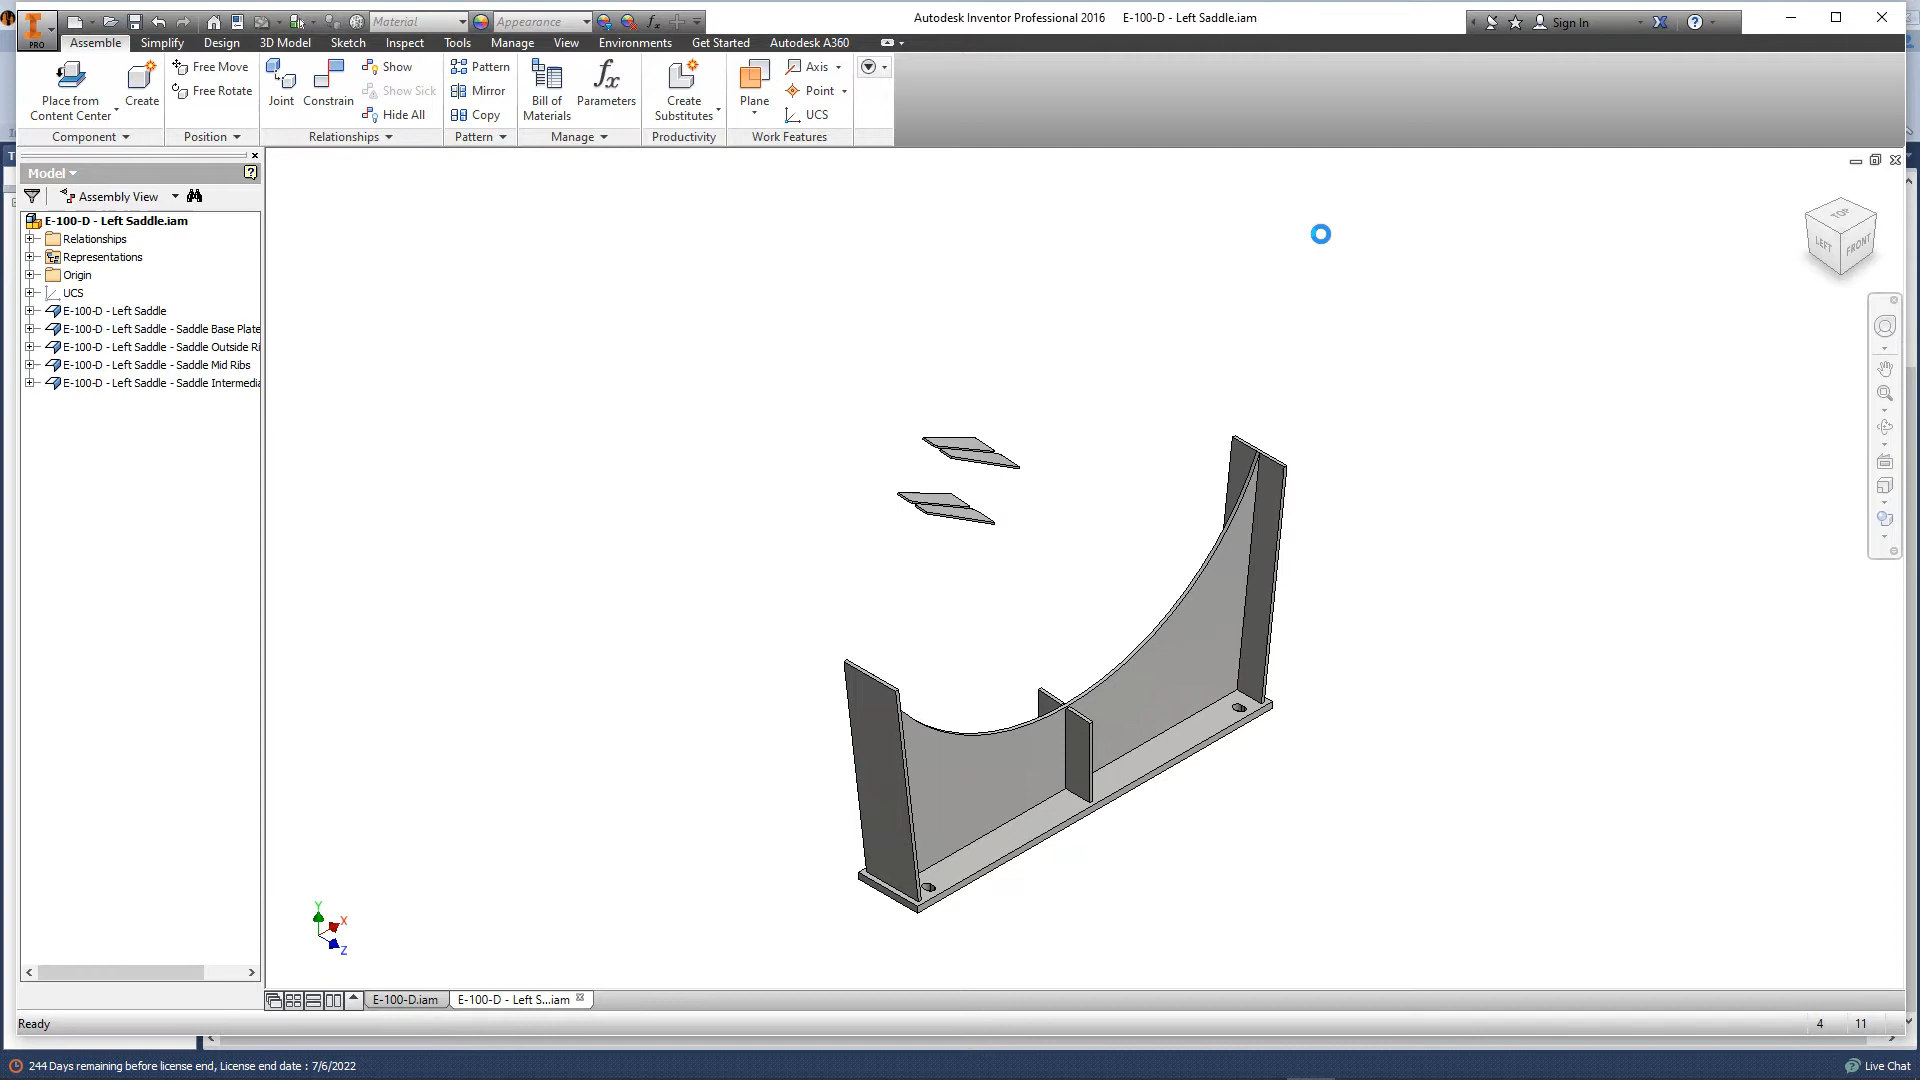 Material
Appearance
Autodesk Inventor Professional 2016 E-100-D - Left Saddle.iam
Sign In
PRO
Assemble Simplify Design 3D Model Sketch Inspect Tools Manage View Environments Get Started Autodesk A360
Place from
Content Center
Create
Free Move
Free Rotate
Joint
Constrain
Show
Show Sick
Hide All
Pattern
Mirror
Copy
Bill of
Materials
Parameters
Create
Substitutes
Plane
Axis
Point
UCS
Component Position Relationships Pattern Manage Productivity Work Features
Model
Assembly View
E-100-D - Left Saddle.iam
Relationships
Representations
Origin
UCS
E-100-D - Left Saddle
E-100-D - Left Saddle - Saddle Base Plate
E-100-D - Left Saddle - Saddle Outside Ri
E-100-D - Left Saddle - Saddle Mid Ribs
E-100-D - Left Saddle - Saddle Intermedia
TOP
LEFT
FRONT
Y
X
Z
E-100-D.iam E-100-D - Left S...iam
Ready 4 11
244 Days remaining before license end, License end date : 7/6/2022 Live Chat